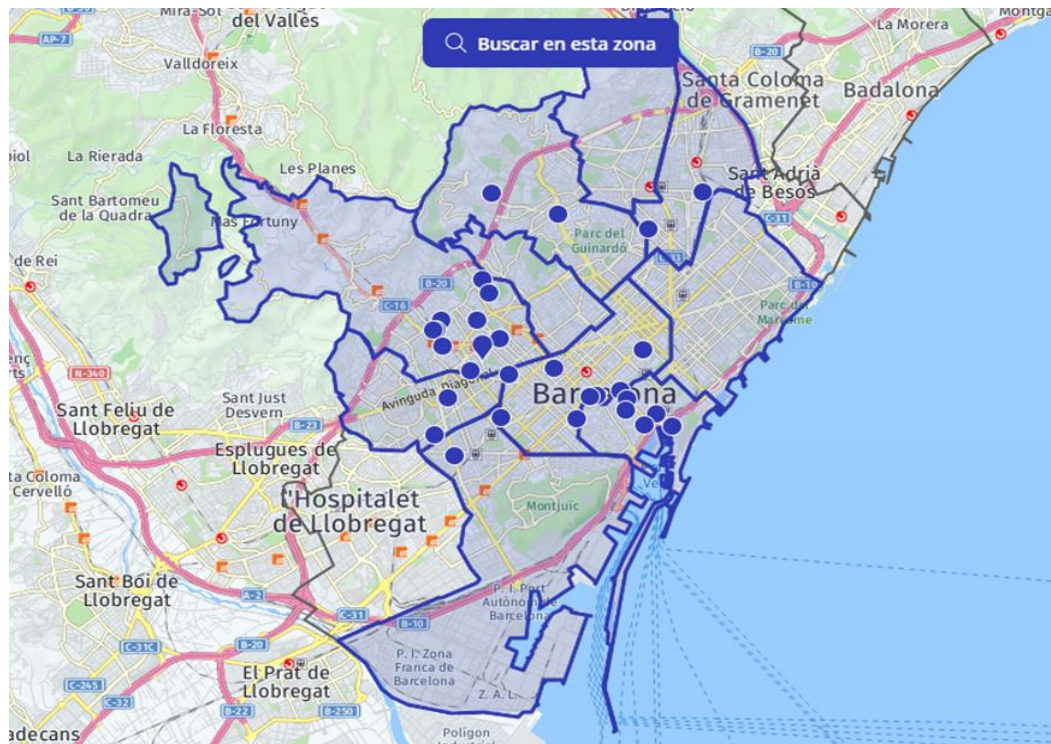 Mira-Sol
del Vallès
AP-7
Valldoreix
Buscar en esta zona
B-20
La Morera
Montga
Santa Coloma
de Gramenet
Badalona
La Floresta
La Rierada
Les Planes
Sant Adrià
de Besòs
Sant Bartomeu
de la Quadra
Mas Fortuny
C-31
Parc del
Guinardó
de Rei
B-20
C-16
B-10
Parc del
Maresme
N-340
Avinguda Diagonal
Barcelona
Sant Just
Desvern
Sant Feliu de
Llobregat
B-23
Esplugues de
Llobregat
ta Coloma
Cervelló
l'Hospitalet
de Llobregat
Montjuïc
Sant Boi de
Llobregat
A-2
P. I. Port
Autònom de
Barcelona
C-31
B-10
C-31C
B-20
P. I. Zona
Franca de
Barcelona
El Prat de
Llobregat
C-245
C-32
B-22
B-250
Z. A. L.
adecans
Polígon